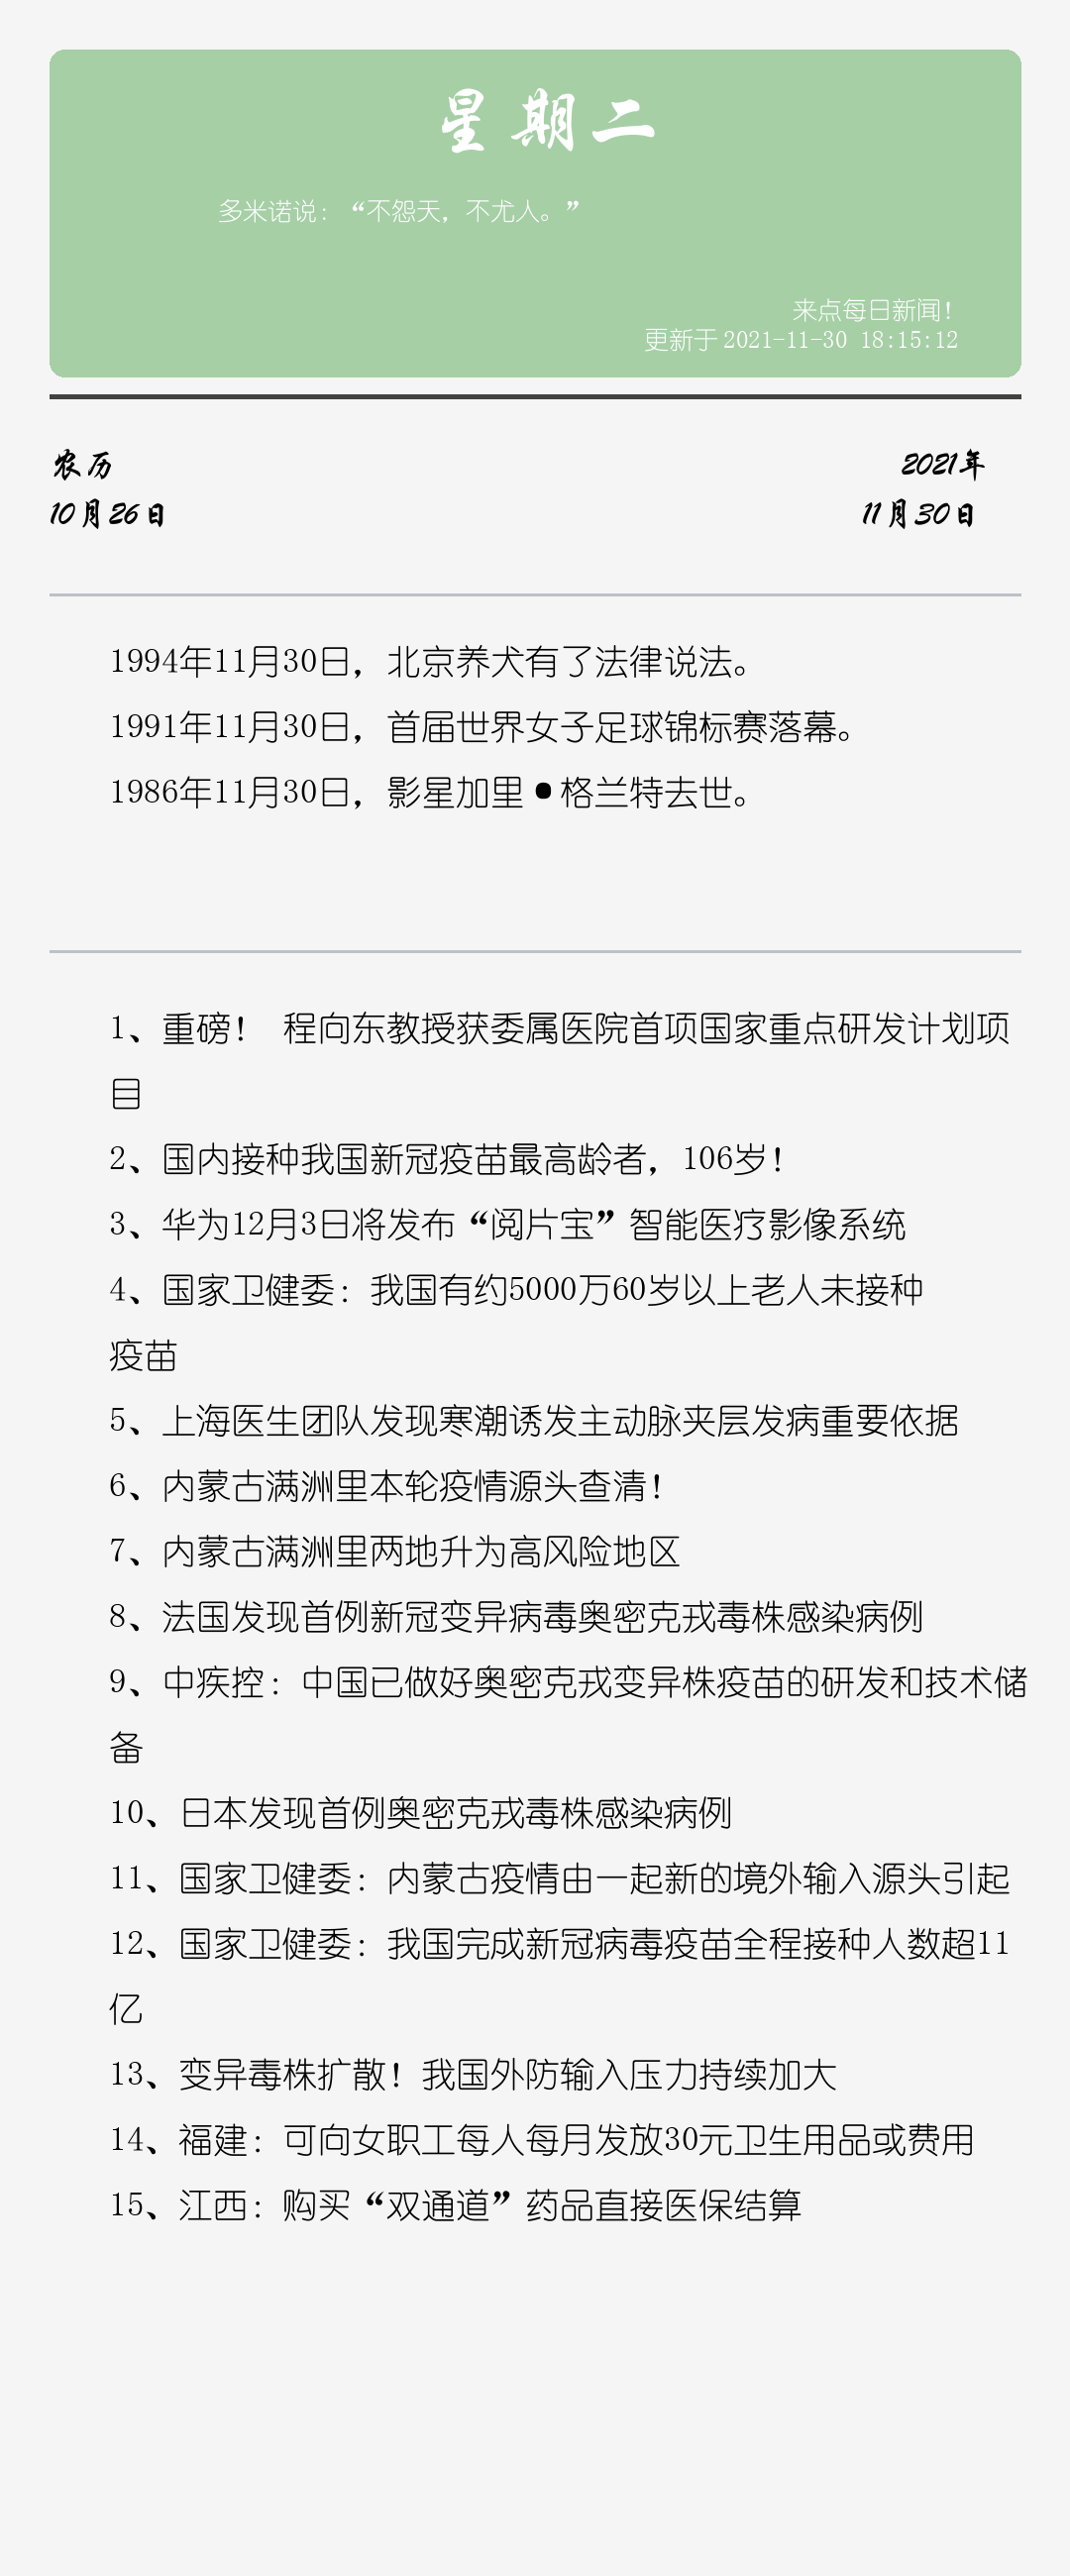 星期二
多米诺说：“不怨天，不尤人。”
来点每日新闻！
更新于 2021-11-30 18:15:12
农历
2021年
10月26日
11月30日
1994年11月30日，北京养犬有了法律说法。
1991年11月30日，首届世界女子足球锦标赛落幕。
1986年11月30日，影星加里•格兰特去世。
1、重磅！ 程向东教授获委属医院首项国家重点研发计划项
目
2、国内接种我国新冠疫苗最高龄者，106岁！
3、华为12月3日将发布“阅片宝”智能医疗影像系统
4、国家卫健委：我国有约5000万60岁以上老人未接种
疫苗
5、上海医生团队发现寒潮诱发主动脉夹层发病重要依据
6、内蒙古满洲里本轮疫情源头查清！
7、内蒙古满洲里两地升为高风险地区
8、法国发现首例新冠变异病毒奥密克戎毒株感染病例
9、中疾控：中国已做好奥密克戎变异株疫苗的研发和技术储
备
10、日本发现首例奥密克戎毒株感染病例
11、国家卫健委：内蒙古疫情由一起新的境外输入源头引起
12、国家卫健委：我国完成新冠病毒疫苗全程接种人数超11
亿
13、变异毒株扩散！我国外防输入压力持续加大
14、福建：可向女职工每人每月发放30元卫生用品或费用
15、江西：购买“双通道”药品直接医保结算